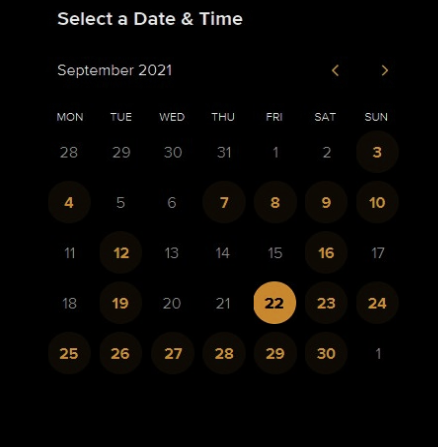 Select a Date & Time
September 2021
MON TUE WED THU FRI SAT SUN
28 29 30 31 1 2 3
4 5 6 7 8 9 10
11 12 13 14 15 16 17
18 19 20 21 22 23 24
25 26 27 28 29 30 1